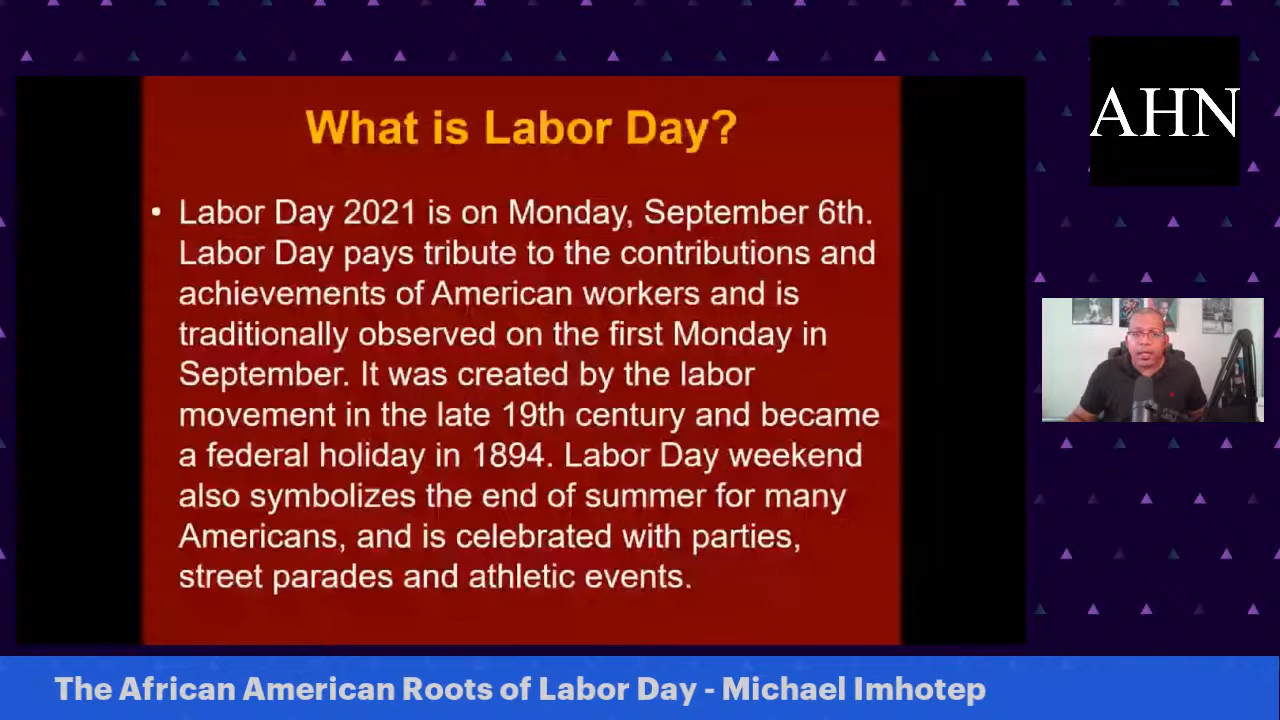 What is Labor Day?
• Labor Day 2021 is on Monday, September 6th.
Labor Day pays tribute to the contributions and
achievements of American workers and is
traditionally observed on the first Monday in
September. It was created by the labor
movement in the late 19th century and became
a federal holiday in 1894. Labor Day weekend
also symbolizes the end of summer for many
Americans, and is celebrated with parties,
street parades and athletic events.
AHN
The African American Roots of Labor Day - Michael Imhotep